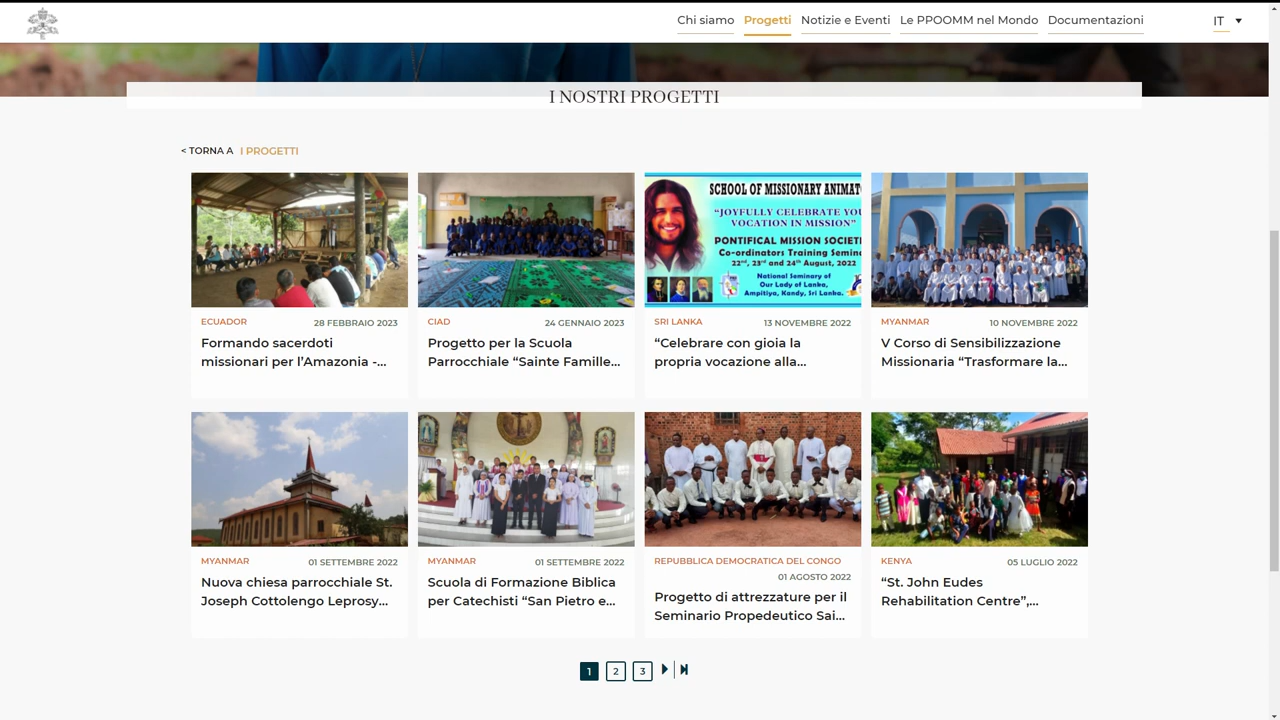 Chi siamo Progetti Notizie e Eventi Le PPOOMM nel Mondo Documentazioni IT
I NOSTRI PROGETTI
< TORNA A I PROGETTI
SCHOOL OF MISSIONARY
“JOYFULLY CELEBRATE
VOCATION IN MISSION”
PONTIFICAL MISSION
Co-ordinators Training
22nd, 23rd and 24th August, 2022
National Seminary of
Our Lady of Lanka,
Ampitiya, Kandy, Sri Lanka.
ECUADOR 28 FEBBRAIO 2023
Formando sacerdoti
missionari per l’Amazonia -...
CIAD 24 GENNAIO 2023
Progetto per la Scuola
Parrocchiale “Sainte Famille...
SRI LANKA 13 NOVEMBRE 2022
“Celebrare con gioia la
propria vocazione alla...
MYANMAR 10 NOVEMBRE 2022
V Corso di Sensibilizzazione
Missionaria “Trasformare la...
MYANMAR 01 SETTEMBRE 2022
Nuova chiesa parrocchiale St.
Joseph Cottolengo Leprosy...
MYANMAR 01 SETTEMBRE 2022
Scuola di Formazione Biblica
per Catechisti “San Pietro e...
REPUBBLICA DEMOCRATICA DEL CONGO
01 AGOSTO 2022
Progetto di attrezzature per il
Seminario Propedeutico Sai...
KENYA 05 LUGLIO 2022
“St. John Eudes
Rehabilitation Centre”,...
1 2 3